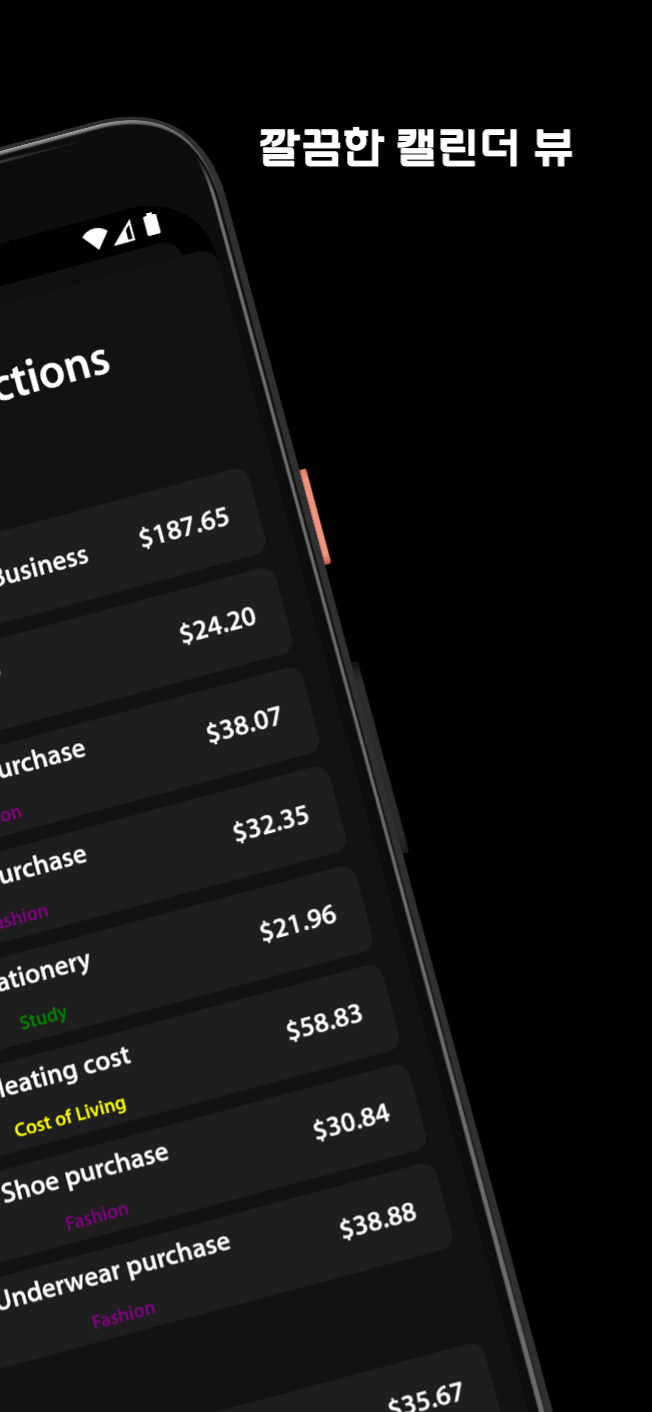 깔끔한 캘린더 뷰
ctions
Business
$187.65
$24.20
urchase
$38.07
on
urchase
$32.35
ashion
ationery
$21.96
Study
Heating cost
$58.83
Cost of Living
Shoe purchase
$30.84
Fashion
Underwear purchase
$38.88
Fashion
$35.67